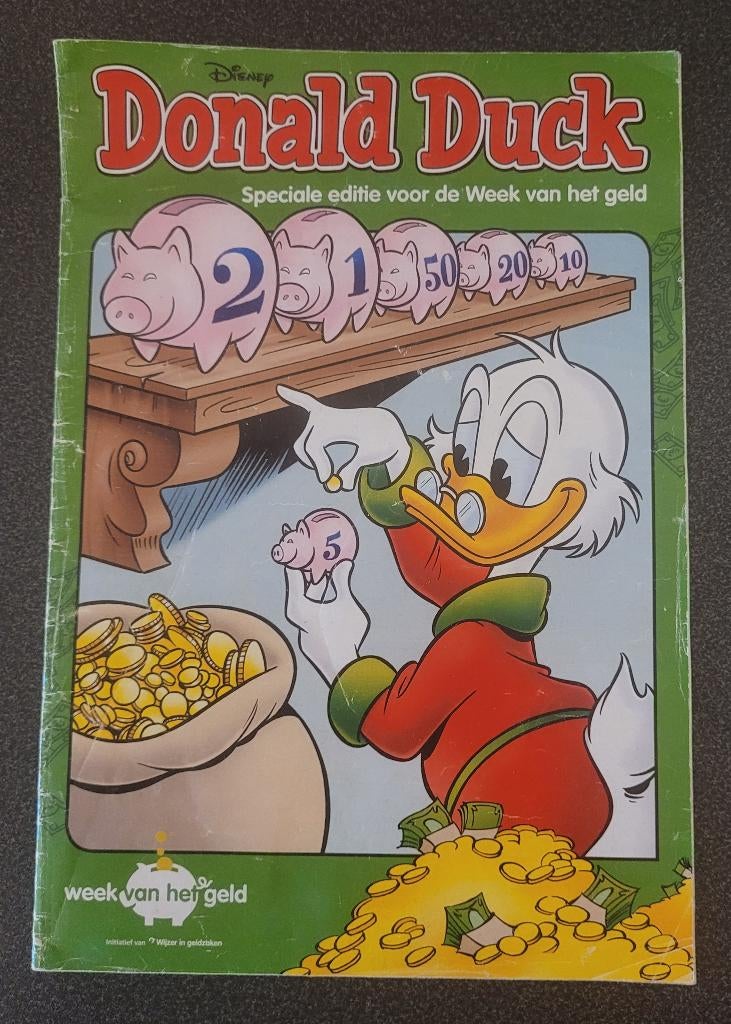 Disney
Donald Duck
Speciale editie voor de Week van het geld
2 1 50 20 10
5
week van het geld
Initiatief van Wijzer in geldzaken